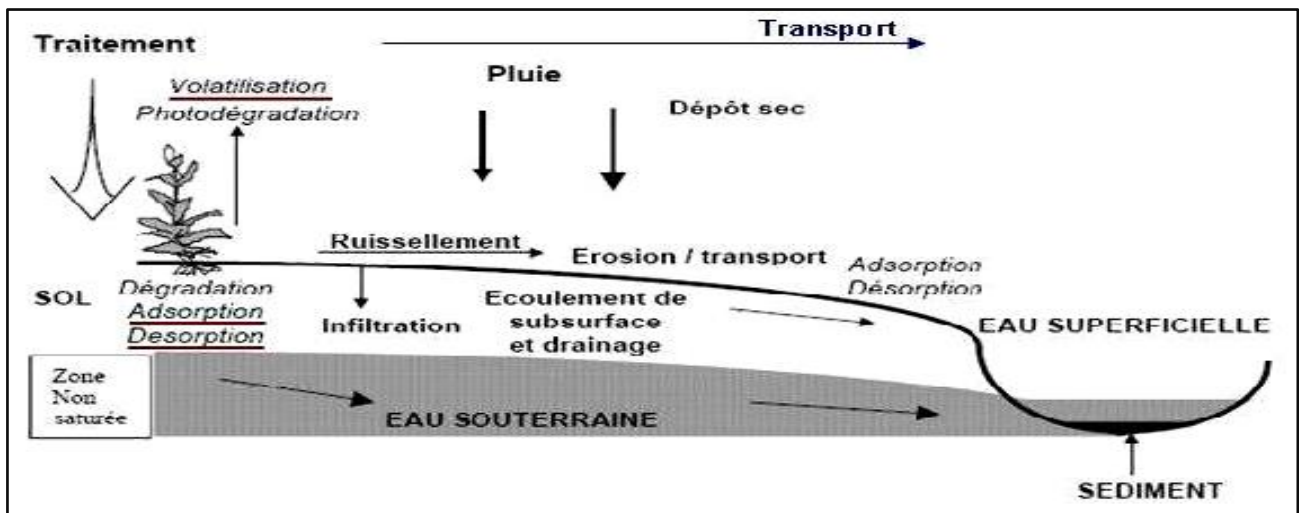 Traitement
Transport
Volatilisation
Photodégradation
Pluie
Dépôt sec
Ruissellement
Erosion / transport
Adsorption
Désorption
SOL
Dégradation
Adsorption
Desorption
Infiltration
Ecoulement de
subsurface
et drainage
EAU SUPERFICIELLE
Zone
Non
saturée
EAU SOUTERRAINE
SEDIMENT